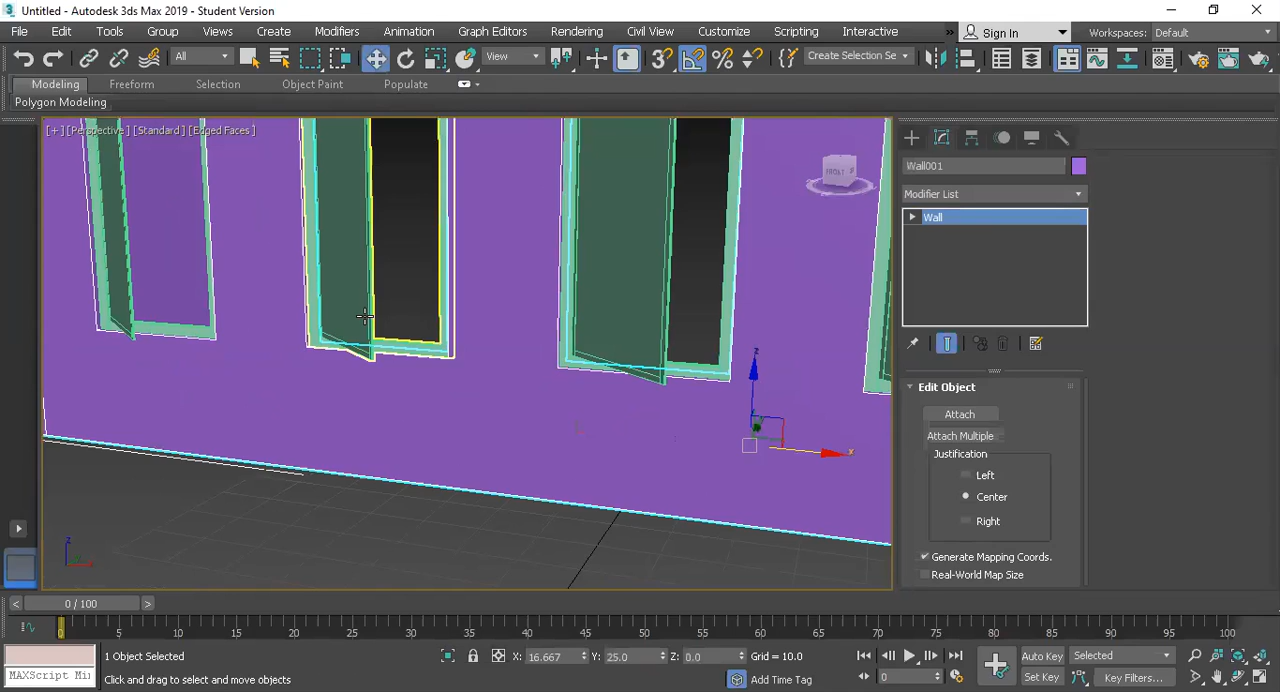 Untitled - Autodesk 3ds Max 2019 - Student Version
File Edit Tools Group Views Create Modifiers Animation Graph Editors Rendering Civil View Customize Scripting Interactive » Sign In Workspaces: Default
All View Create Selection Se
Modeling Freeform Selection Object Paint Populate
Polygon Modeling
[+] [Perspective] [Standard] [Edged Faces]
FRONT
Wall001
Modifier List
Wall
Edit Object
Attach
Attach Multiple
Justification
Left
Center
Right
Generate Mapping Coords.
Real-World Map Size
z
x
z
y
< 0 / 100 >
0 5 10 15 20 25 30 35 40 45 50 55 60 65 70 75 80 85 90 95 100
1 Object Selected X: 16.667 Y: 25.0 Z: 0.0 Grid = 10.0 Auto Key Selected
MAXScript Mi Click and drag to select and move objects Add Time Tag 0 Set Key Key Filters...